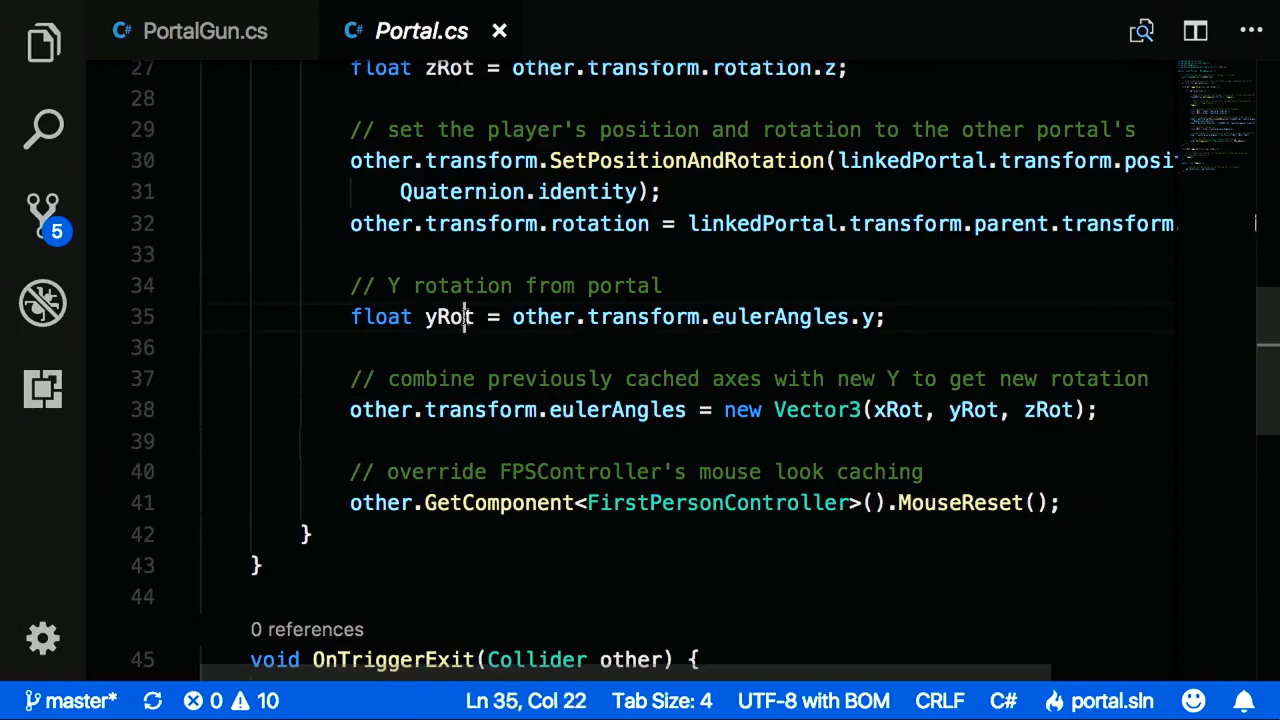 PortalGun.cs
Portal.cs
27 float zRot = other.transform.rotation.z;
28
29 // set the player's position and rotation to the other portal's
30 other.transform.SetPositionAndRotation(linkedPortal.transform.posi
31 Quaternion.identity);
32 other.transform.rotation = linkedPortal.transform.parent.transform.
33
34 // Y rotation from portal
35 float yRot = other.transform.eulerAngles.y;
36
37 // combine previously cached axes with new Y to get new rotation
38 other.transform.eulerAngles = new Vector3(xRot, yRot, zRot);
39
40 // override FPSController's mouse look caching
41 other.GetComponent<FirstPersonController>().MouseReset();
42 }
43 }
44
0 references
45 void OnTriggerExit(Collider other) {
5
master* 0 10 Ln 35, Col 22 Tab Size: 4 UTF-8 with BOM CRLF C# portal.sln